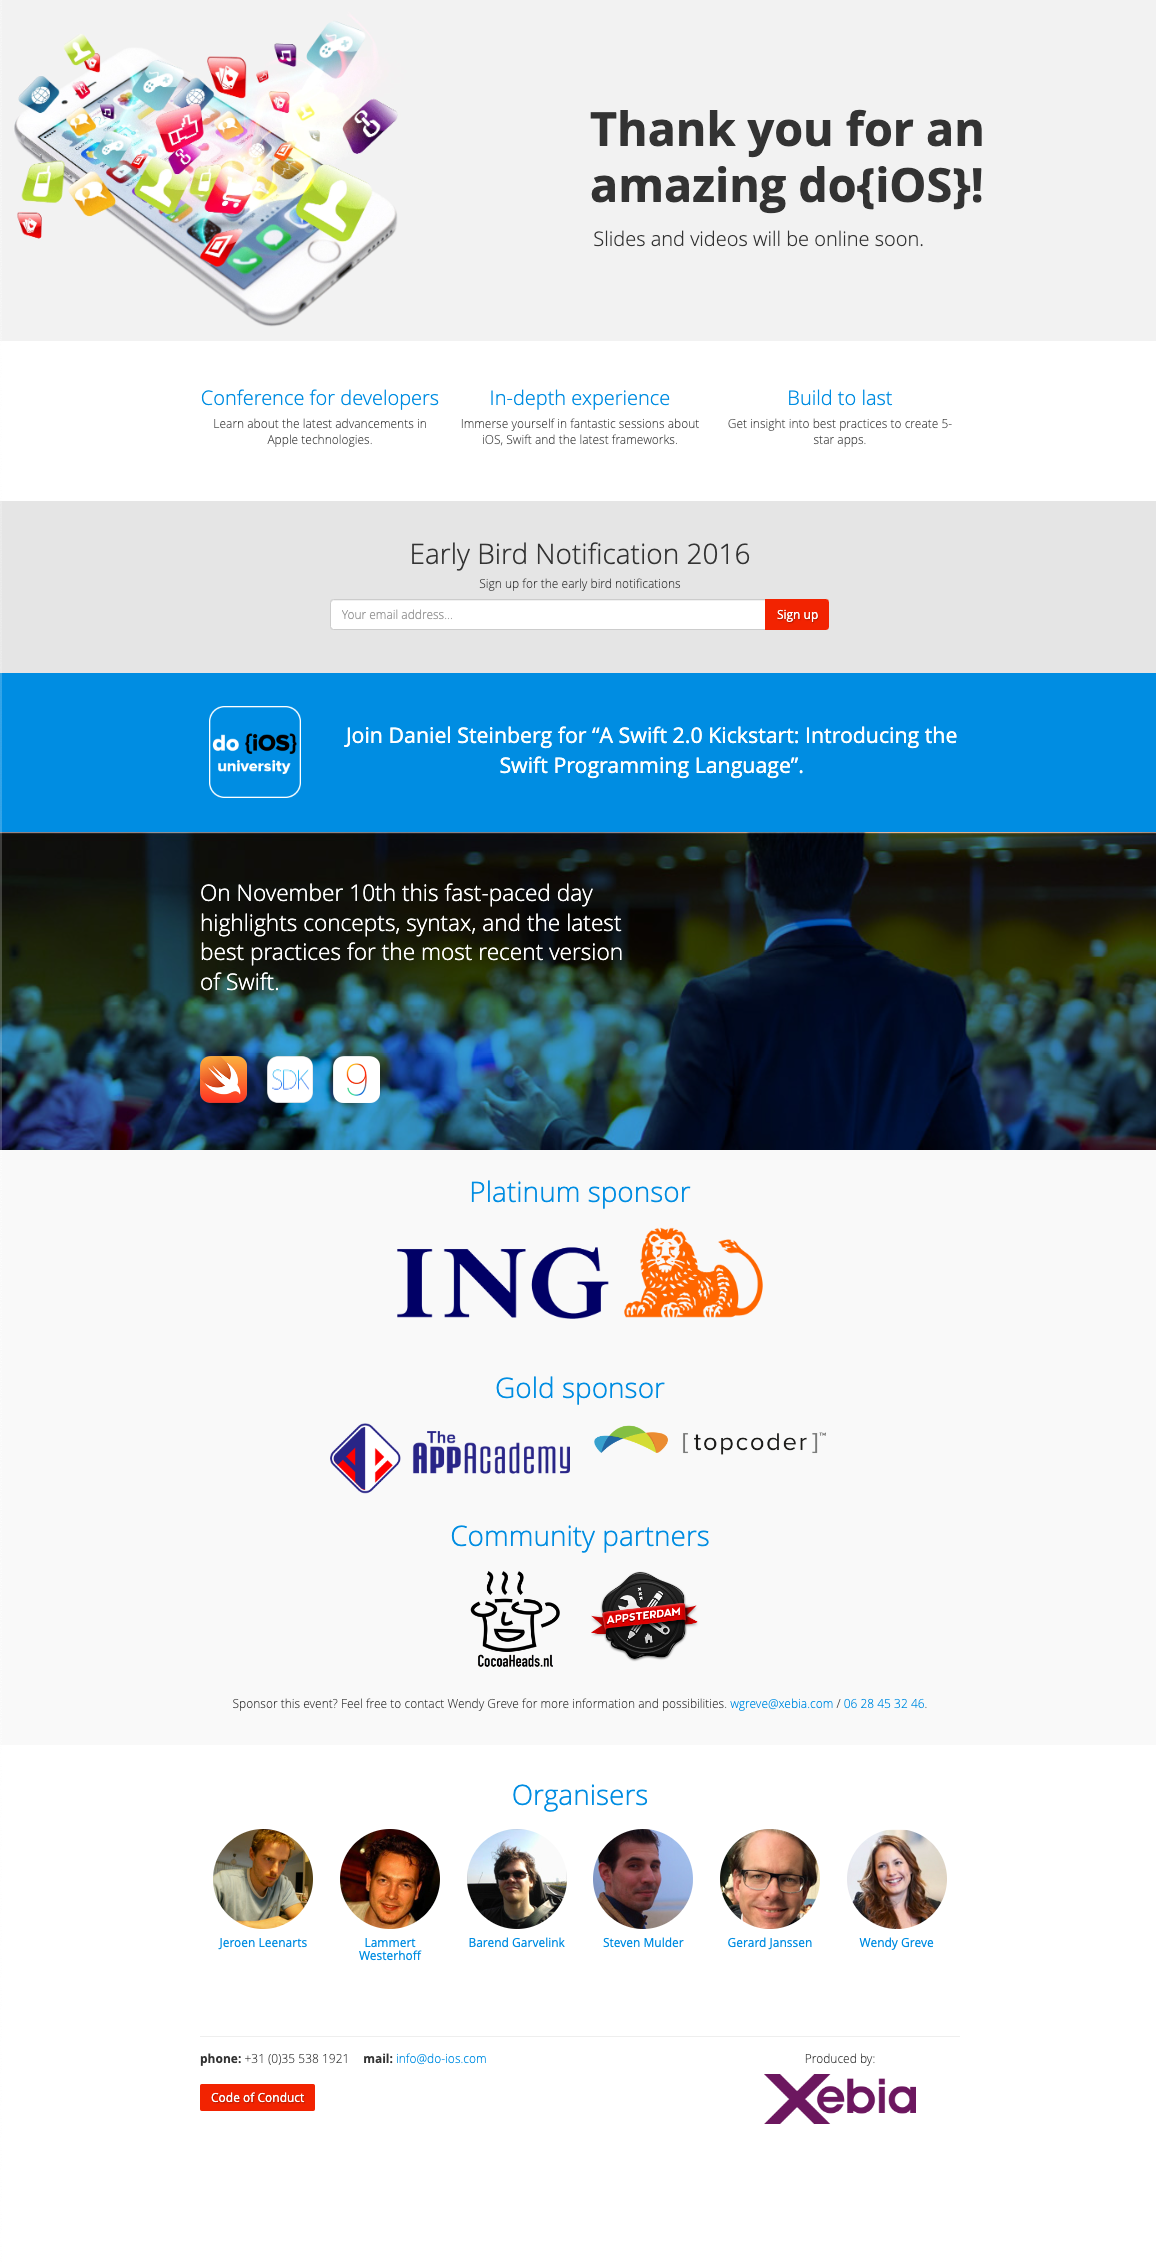 Thank you for an
amazing do{iOS}!
Slides and videos will be online soon.
Conference for developers
Learn about the latest advancements in
Apple technologies.
In-depth experience
Immerse yourself in fantastic sessions about
iOS, Swift and the latest frameworks.
Build to last
Get insight into best practices to create 5-
star apps.
Early Bird Notification 2016
Sign up for the early bird notifications
Your email address...
Sign up
do {iOS}
university
Join Daniel Steinberg for “A Swift 2.0 Kickstart: Introducing the
Swift Programming Language”.
On November 10th this fast-paced day
highlights concepts, syntax, and the latest
best practices for the most recent version
of Swift.
SDK
9
Platinum sponsor
ING
Gold sponsor
The
AppAcademy
[topcoder]™
Community partners
CocoaHeads.nl
APPSTERDAM
Sponsor this event? Feel free to contact Wendy Greve for more information and possibilities. wgreve@xebia.com / 06 28 45 32 46.
Organisers
Jeroen Leenarts
Lammert
Westerhoff
Barend Garvelink
Steven Mulder
Gerard Janssen
Wendy Greve
phone: +31 (0)35 538 1921 mail: info@do-ios.com
Code of Conduct
Produced by:
Xebia